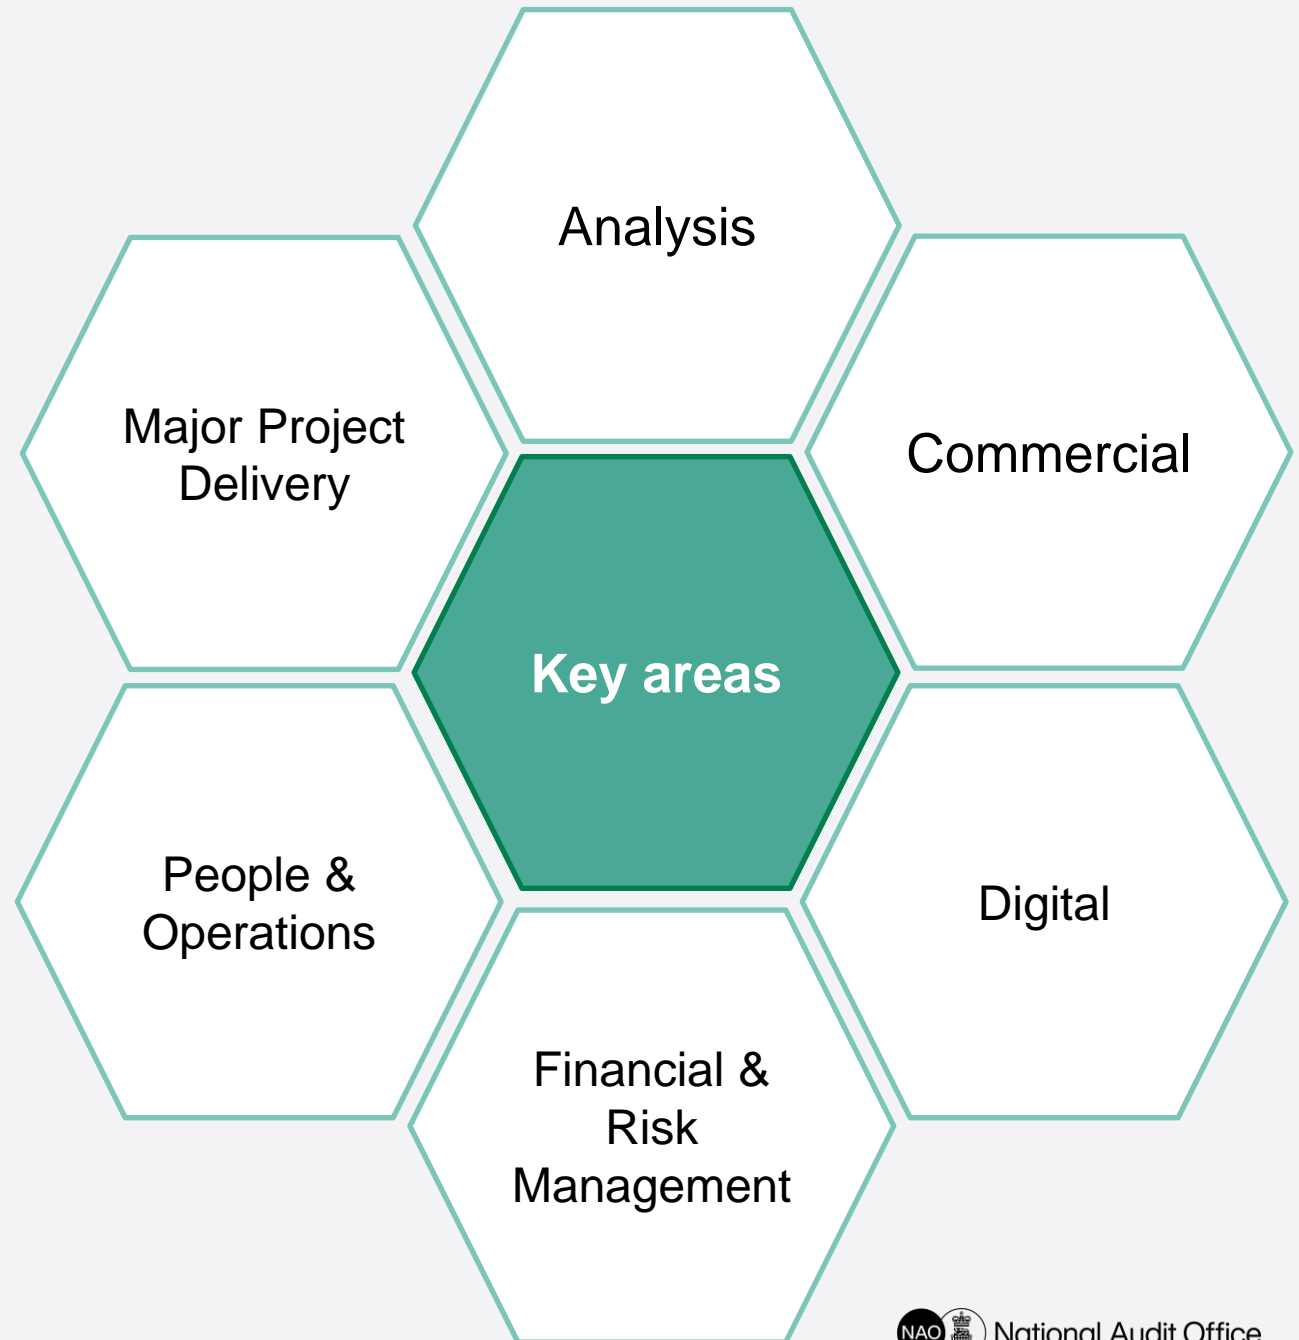 Analysis
Major Project
Delivery
Commercial
Key areas
People &
Operations
Digital
Financial &
Risk
Management
NAO
National Audit Office